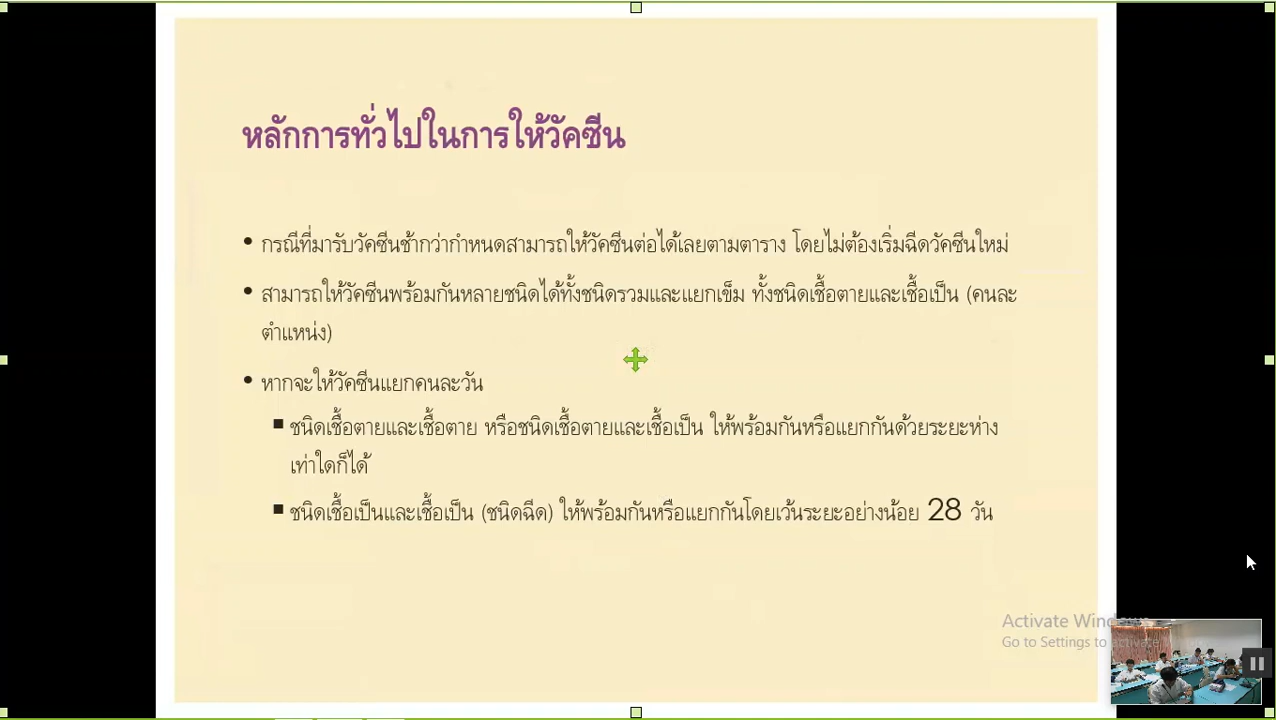 หลักการทั่วไปในการให้วัคซีน
• กรณีที่มารับวัคซีนช้ากว่ากำหนดสามารถให้วัคซีนต่อได้เลยตามตาราง โดยไม่ต้องเริ่มฉีดวัคซีนใหม่
• สามารถให้วัคซีนพร้อมกันหลายชนิดได้ทั้งชนิดรวมและแยกเข็ม ทั้งชนิดเชื้อตายและเชื้อเป็น (คนละ
ตำแหน่ง)
• หากจะให้วัคซีนแยกคนละวัน
▪ ชนิดเชื้อตายและเชื้อตาย หรือชนิดเชื้อตายและเชื้อเป็น ให้พร้อมกันหรือแยกกันด้วยระยะห่าง
เท่าใดก็ได้
▪ ชนิดเชื้อเป็นและเชื้อเป็น (ชนิดฉีด) ให้พร้อมกันหรือแยกกันโดยเว้นระยะอย่างน้อย 28 วัน
Activate Windows
Go to Settings to activate